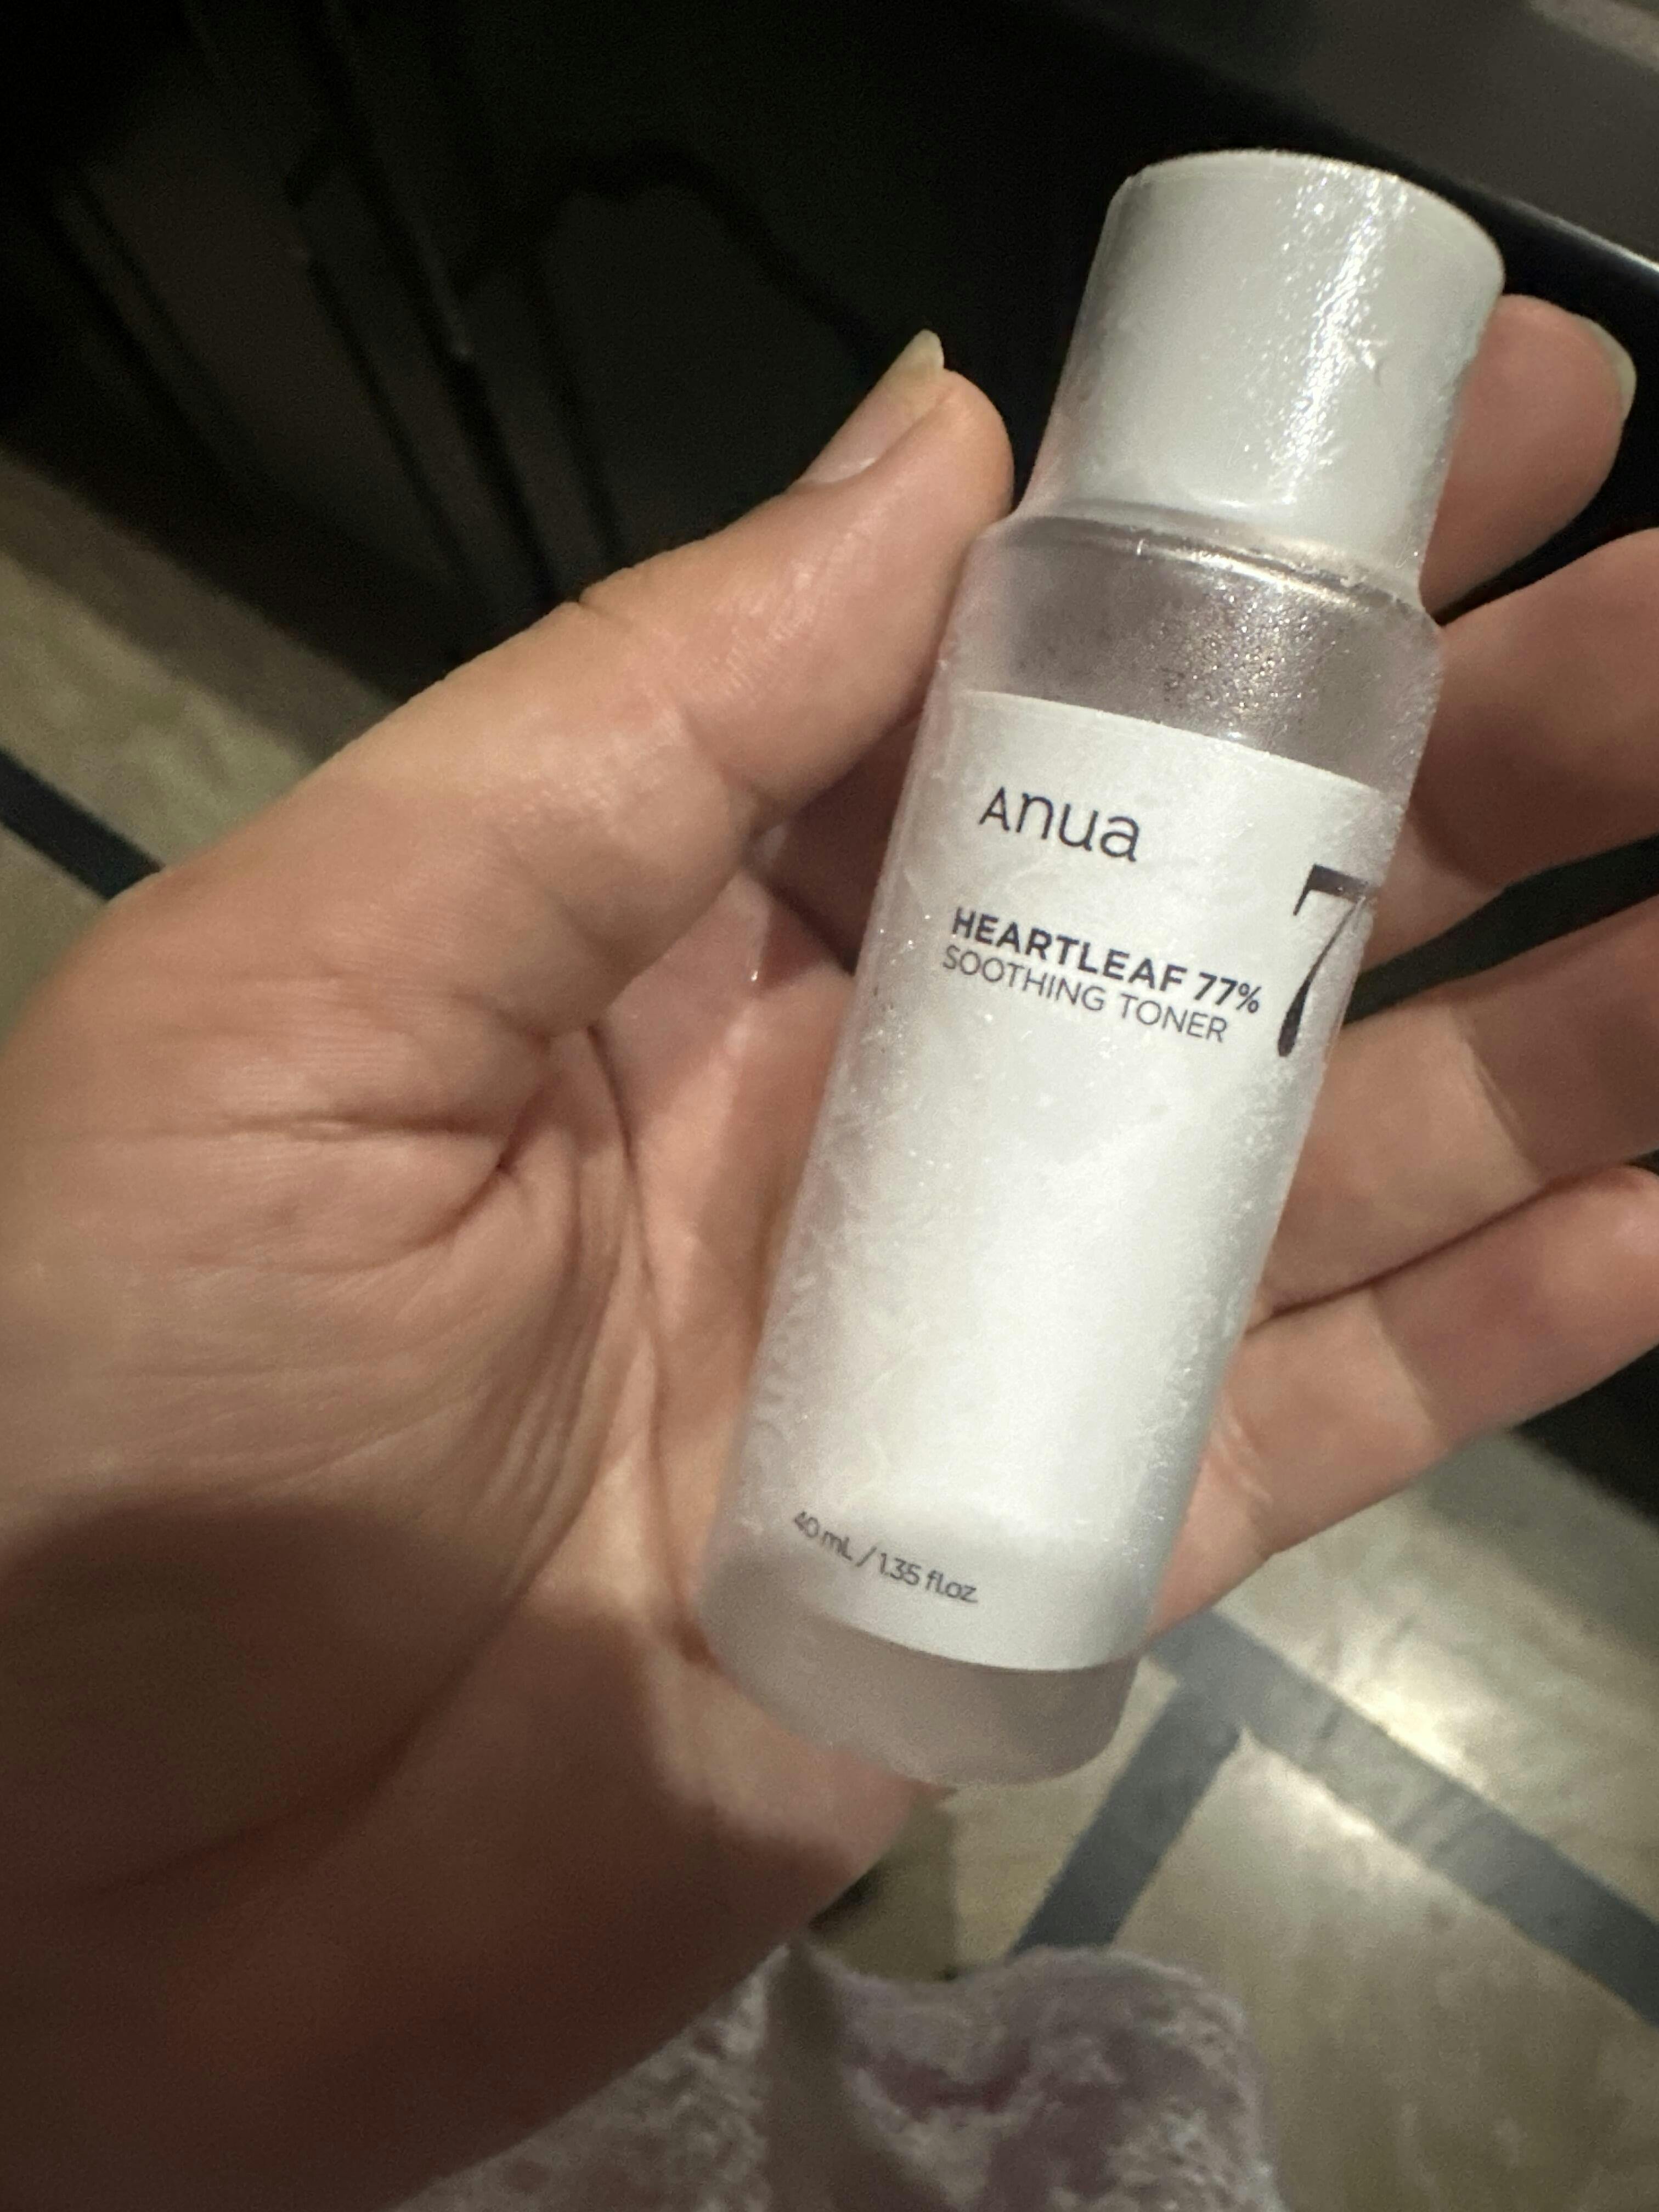 Anua
7
HEARTLEAF 77%
SOOTHING TONER
40 mL / 1.35 fl.oz